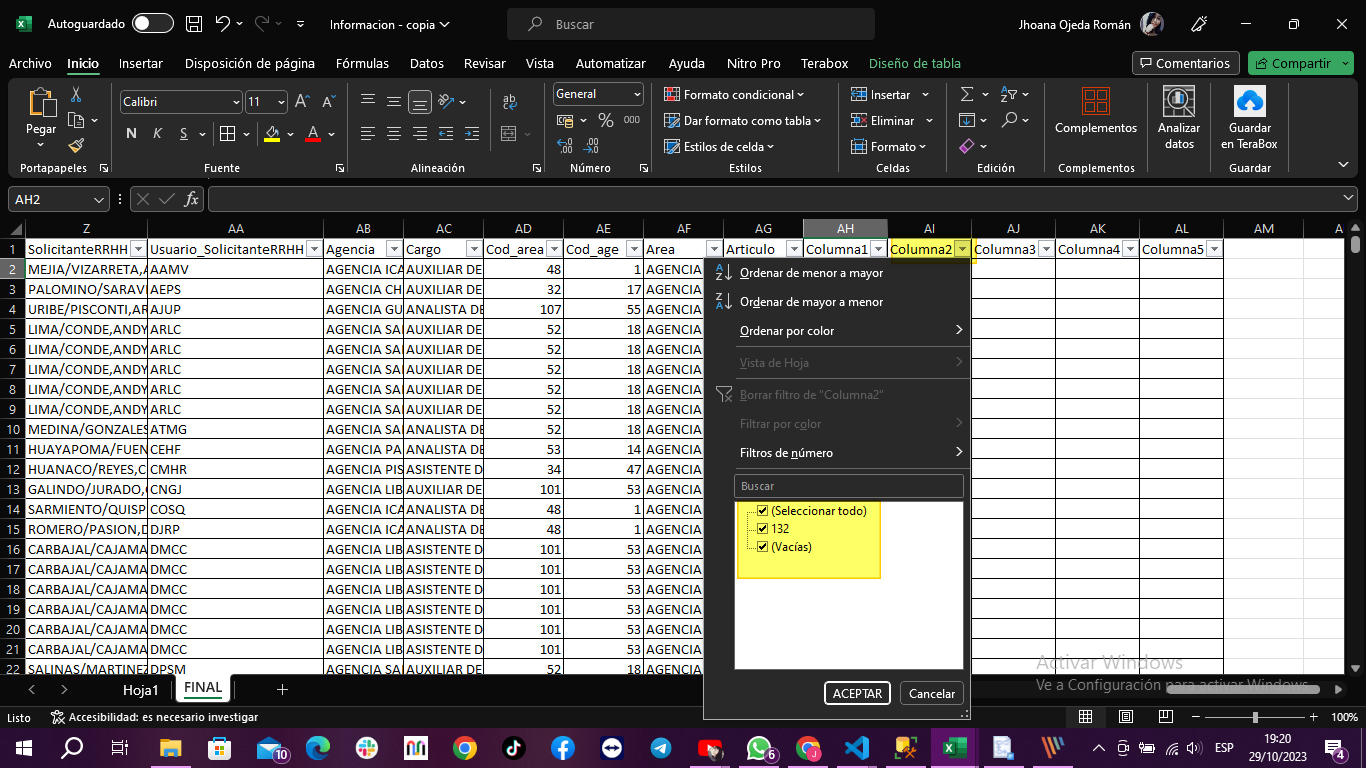 Autoguardado Informacion - copia Buscar Jhoana Ojeda Román
Archivo Inicio Insertar Disposición de página Fórmulas Datos Revisar Vista Automatizar Ayuda Nitro Pro Terabox Diseño de tabla Comentarios Compartir
Pegar Calibri 11 General Formato condicional Insertar
N K S A A 000 Dar formato como tabla Eliminar Complementos Analizar datos Guardar en TeraBox
Estilos de celda Formato
Portapapeles Fuente Alineación Número Estilos Celdas Edición Complementos Guardar
AH2 fx
Z AA AB AC AD AE AF AG AH AI AJ AK AL AM A
1 SolicitanteRRHH Usuario_SolicitanteRRHH Agencia Cargo Cod_area Cod_age Area Articulo Columna1 Columna2 Columna3 Columna4 Columna5
2 MEJIA/VIZARRETA,A AAMV AGENCIA ICA AUXILIAR DE 48 1 AGENCIA
3 PALOMINO/SARAVI AEPS AGENCIA CH AUXILIAR DE 32 17 AGENCIA
4 URIBE/PISCONTI,AR AJUP AGENCIA GU ANALISTA DE 107 55 AGENCIA
5 LIMA/CONDE,ANDY ARLC AGENCIA SA AUXILIAR DE 52 18 AGENCIA
6 LIMA/CONDE,ANDY ARLC AGENCIA SA AUXILIAR DE 52 18 AGENCIA
7 LIMA/CONDE,ANDY ARLC AGENCIA SA AUXILIAR DE 52 18 AGENCIA
8 LIMA/CONDE,ANDY ARLC AGENCIA SA AUXILIAR DE 52 18 AGENCIA
9 LIMA/CONDE,ANDY ARLC AGENCIA SA AUXILIAR DE 52 18 AGENCIA
10 MEDINA/GONZALES ATMG AGENCIA SA ANALISTA DE 52 18 AGENCIA
11 HUAYAPOMA/FUEN CEHF AGENCIA PA ANALISTA DE 53 14 AGENCIA
12 HUANACO/REYES,C CMHR AGENCIA PIS ASISTENTE D 34 47 AGENCIA
13 GALINDO/JURADO, CNGJ AGENCIA LIB AUXILIAR DE 101 53 AGENCIA
14 SARMIENTO/QUISP COSQ AGENCIA ICA ANALISTA DE 48 1 AGENCIA
15 ROMERO/PASION,D DJRP AGENCIA ICA ANALISTA DE 48 1 AGENCIA
16 CARBAJAL/CAJAMA DMCC AGENCIA LIB ASISTENTE D 101 53 AGENCIA
17 CARBAJAL/CAJAMA DMCC AGENCIA LIB ASISTENTE D 101 53 AGENCIA
18 CARBAJAL/CAJAMA DMCC AGENCIA LIB ASISTENTE D 101 53 AGENCIA
19 CARBAJAL/CAJAMA DMCC AGENCIA LIB ASISTENTE D 101 53 AGENCIA
20 CARBAJAL/CAJAMA DMCC AGENCIA LIB ASISTENTE D 101 53 AGENCIA
21 CARBAJAL/CAJAMA DMCC AGENCIA LIB ASISTENTE D 101 53 AGENCIA
22 SALINAS/MARTINEZ DPSM AGENCIA SA AUXILIAR DE 52 18 AGENCIA
Ordenar de menor a mayor
Ordenar de mayor a menor
Ordenar por color
Vista de Hoja
Borrar filtro de "Columna2"
Filtrar por color
Filtros de número
Buscar
(Seleccionar todo)
132
(Vacías)
ACEPTAR Cancelar
Activar Windows
Ve a Configuración para activar Windows.
Hoja1 FINAL
Listo Accesibilidad: es necesario investigar 100%
10 6 ESP 19:20
29/10/2023 4